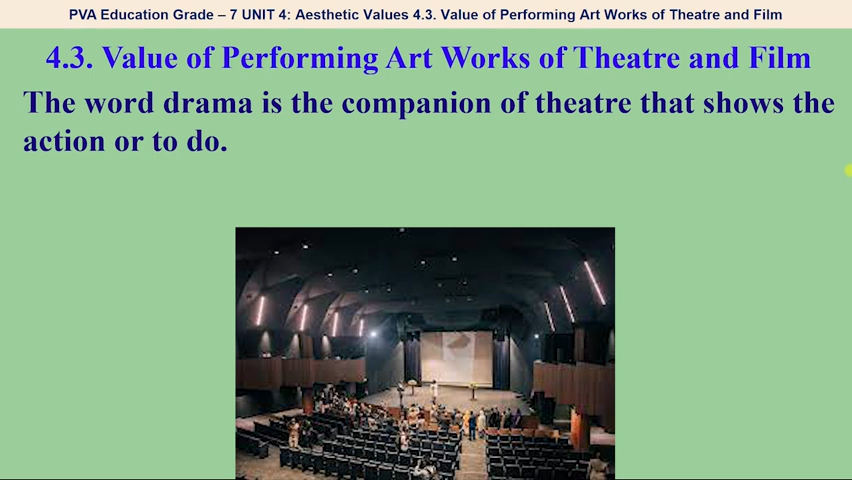 PVA Education Grade – 7 UNIT 4: Aesthetic Values 4.3. Value of Performing Art Works of Theatre and Film
4.3. Value of Performing Art Works of Theatre and Film
The word drama is the companion of theatre that shows the
action or to do.